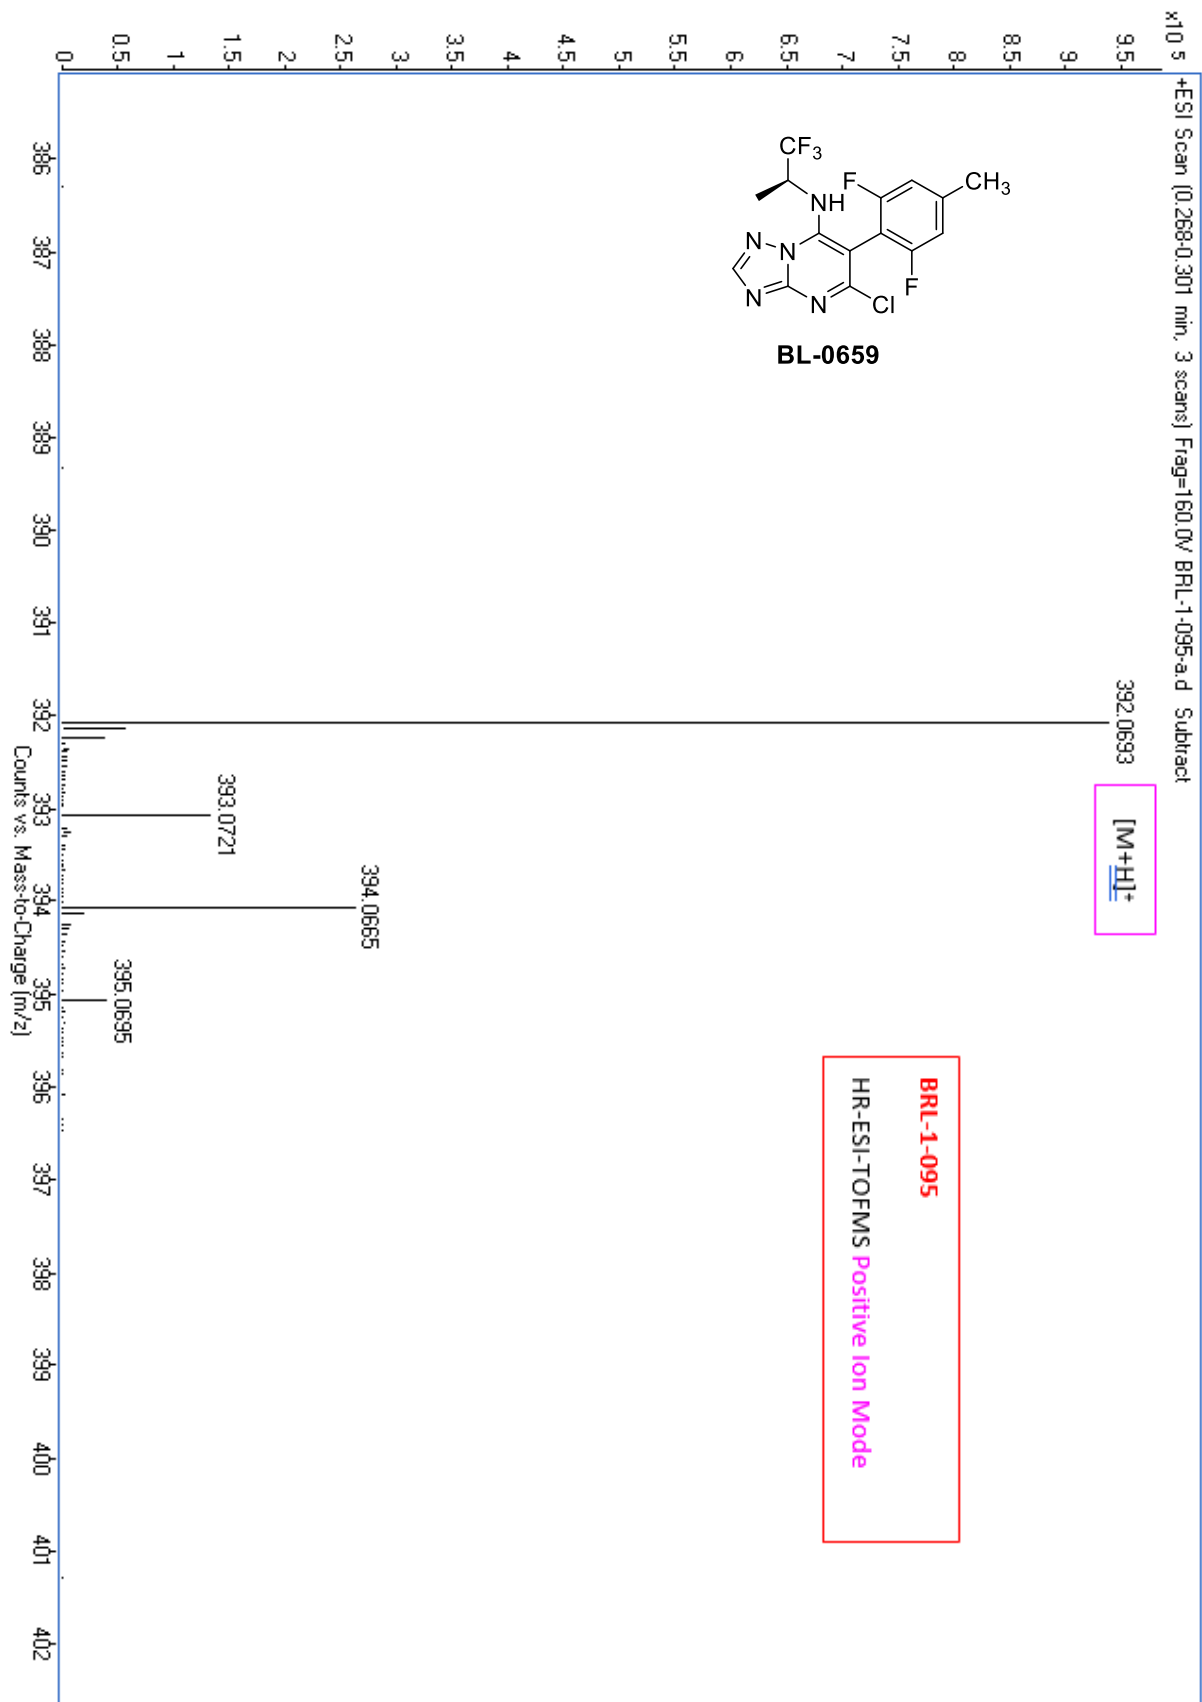 x10 5
+ESI Scan (0.268-0.301 min, 3 scans) Frag=160.0V BRL-1-095-a.d Subtract
9.5
9
8.5
8
7.5
7
6.5
6
5.5
5
4.5
4
3.5
3
2.5
2
1.5
1
0.5
0
392.0693
393.0721
394.0665
395.0695
[M+H]+
BRL-1-095
HR-ESI-TOFMS Positive Ion Mode
CF3
F
CH3
NH
N
N
F
N
N
Cl
BL-0659
386
387
388
389
390
391
392
393
394
395
396
397
398
399
400
401
402
Counts vs. Mass-to-Charge (m/z)